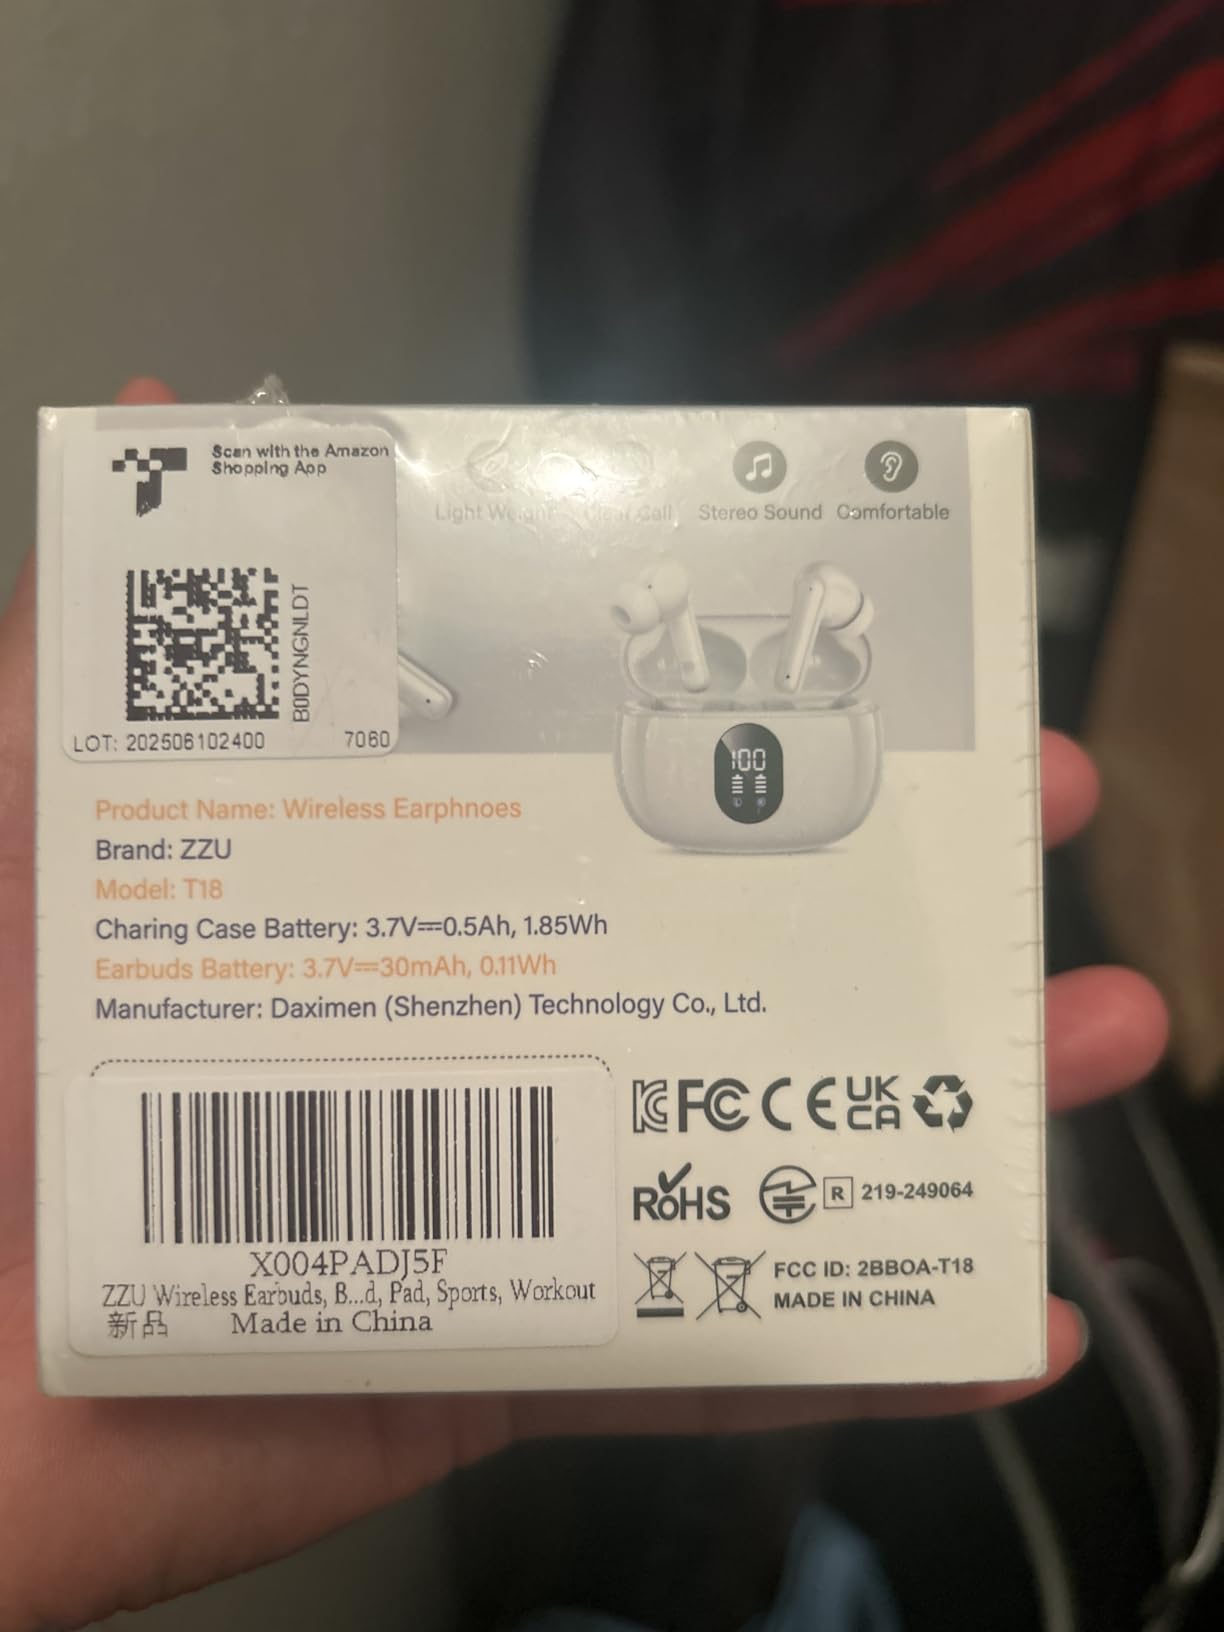 Scan with the Amazon
Shopping App
B0DYNGNLDT
LOT: 202506102400 7060
Light Weight Clear Call Stereo Sound Comfortable
100
Product Name: Wireless Earphnoes
Brand: ZZU
Model: T18
Charing Case Battery: 3.7V⎓0.5Ah, 1.85Wh
Earbuds Battery: 3.7V⎓30mAh, 0.11Wh
Manufacturer: Daximen (Shenzhen) Technology Co., Ltd.
X004PADJ5F
ZZU Wireless Earbuds, B...d, Pad, Sports, Workout
新品 Made in China
KC FC CE UK
CA
RoHS R 219-249064
FCC ID: 2BBOA-T18
MADE IN CHINA